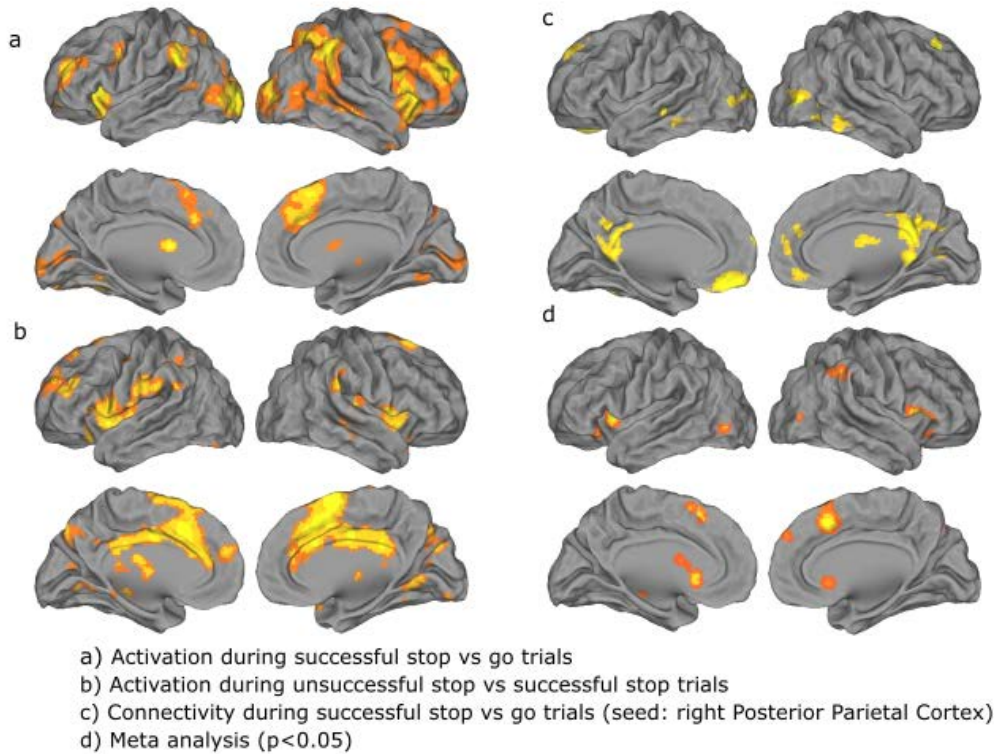 a
c
b
d
a) Activation during successful stop vs go trials
b) Activation during unsuccessful stop vs successful stop trials
c) Connectivity during successful stop vs go trials (seed: right Posterior Parietal Cortex)
d) Meta analysis (p<0.05)